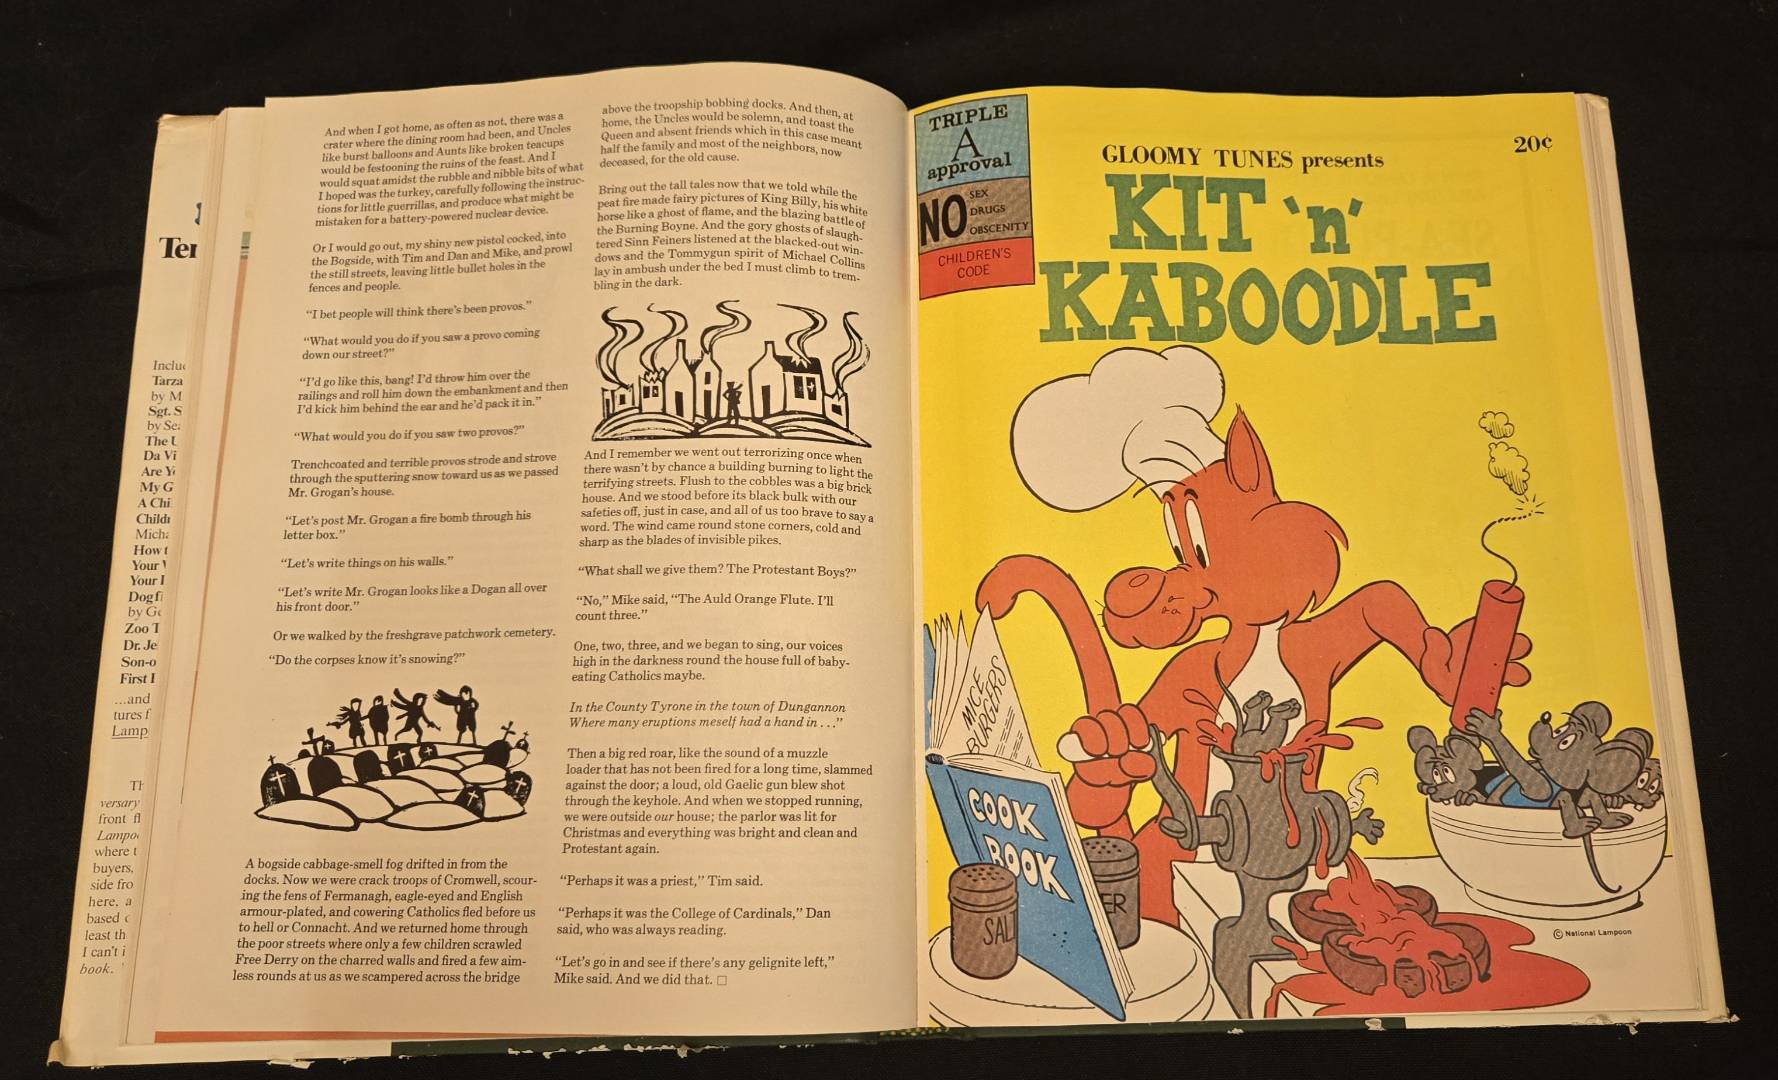 Ter
Tarza
by M
Sgt. S
Da Vi
My G
A Chi
How t
Zoo T
Dr. Je
Son-o
First I
...and
tures f
Lamp
versary
front fl
Lampo
where t
buyers,
side fro
here, a
least th
I can't i
book.
And when I got home, as often as not, there was a
crater where the dining room had been, and Uncles
like burst balloons and Aunts like broken teacups
would be festooning the ruins of the feast. And I
would squat amidst the rubble and nibble bits of what
I hoped was the turkey, carefully following the instruc-
tions for little guerrillas, and produce what might be
mistaken for a battery-powered nuclear device.
Or I would go out, my shiny new pistol cocked, into
the Bogside, with Tim and Dan and Mike, and prowl
the still streets, leaving little bullet holes in the
fences and people.
“I bet people will think there's been provos.”
“What would you do if you saw a provo coming
down our street?”
“I'd go like this, bang! I'd throw him over the
railings and roll him down the embankment and then
I'd kick him behind the ear and he'd pack it in.”
“What would you do if you saw two provos?”
Trenchcoated and terrible provos strode and strove
through the sputtering snow toward us as we passed
Mr. Grogan's house.
“Let's post Mr. Grogan a fire bomb through his
letter box.”
“Let's write things on his walls.”
“Let's write Mr. Grogan looks like a Dogan all over
his front door.”
Or we walked by the freshgrave patchwork cemetery.
“Do the corpses know it's snowing?”
A bogside cabbage-smell fog drifted in from the
docks. Now we were crack troops of Cromwell, scour-
ing the fens of Fermanagh, eagle-eyed and English
armour-plated, and cowering Catholics fled before us
to hell or Connacht. And we returned home through
the poor streets where only a few children scrawled
Free Derry on the charred walls and fired a few aim-
less rounds at us as we scampered across the bridge
above the troopship bobbing docks. And then, at
home, the Uncles would be solemn, and toast the
Queen and absent friends which in this case meant
half the family and most of the neighbors, now
deceased, for the old cause.
Bring out the tall tales now that we told while the
peat fire made fairy pictures of King Billy, his white
horse like a ghost of flame, and the blazing battle of
the Burning Boyne. And the gory ghosts of slaugh-
tered Sinn Feiners listened at the blacked-out win-
dows and the Tommygun spirit of Michael Collins
lay in ambush under the bed I must climb to trem-
bling in the dark.
And I remember we went out terrorizing once when
there wasn't by chance a building burning to light the
terrifying streets. Flush to the cobbles was a big brick
house. And we stood before its black bulk with our
safeties off, just in case, and all of us too brave to say a
word. The wind came round stone corners, cold and
sharp as the blades of invisible pikes.
“What shall we give them? The Protestant Boys?”
“No,” Mike said, “The Auld Orange Flute. I'll
count three.”
One, two, three, and we began to sing, our voices
high in the darkness round the house full of baby-
eating Catholics maybe.
In the County Tyrone in the town of Dungannon
Where many eruptions meself had a hand in . . .”
Then a big red roar, like the sound of a muzzle
loader that has not been fired for a long time, slammed
against the door; a loud, old Gaelic gun blew shot
through the keyhole. And when we stopped running,
we were outside our house; the parlor was lit for
Christmas and everything was bright and clean and
Protestant again.
“Perhaps it was a priest,” Tim said.
“Perhaps it was the College of Cardinals,” Dan
said, who was always reading.
“Let's go in and see if there's any gelignite left,”
Mike said. And we did that. □
TRIPLE
A
approval
NO SEX
DRUGS
OBSCENITY
CHILDREN'S
CODE
GLOOMY TUNES presents
20¢
KIT 'n'
KABOODLE
MICE
BURGERS
COOK
BOOK
SAL
ER
© National Lampoon